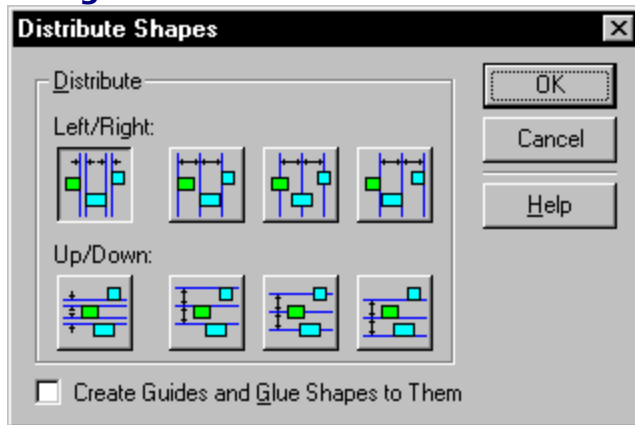 Distribute Shapes
Distribute
OK
Left/Right:
Cancel
Help
Up/Down:
Create Guides and Glue Shapes to Them